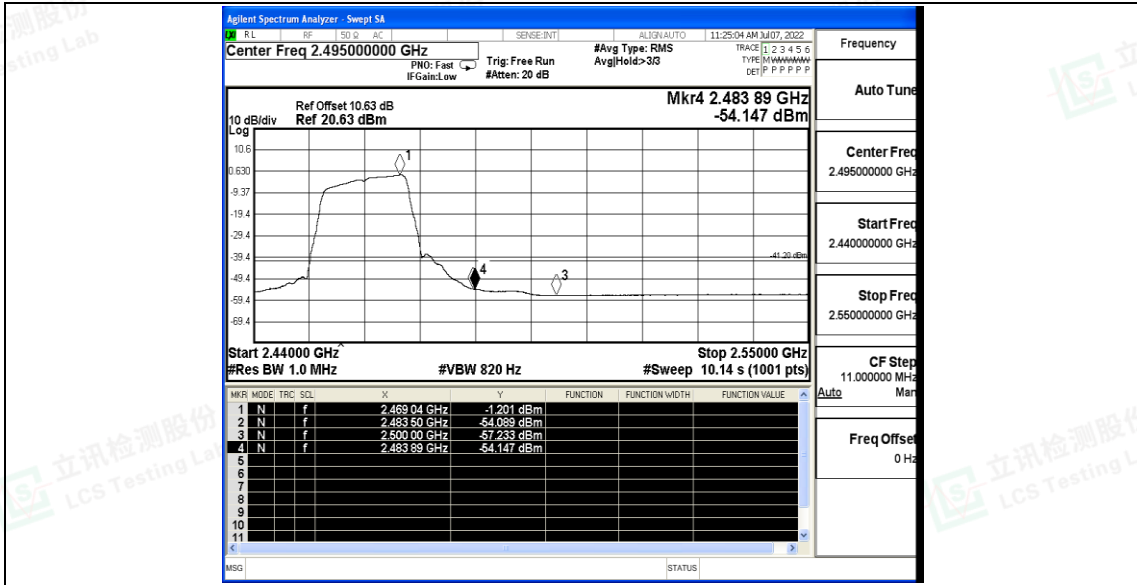 Agilent Spectrum Analyzer - Swept SA
LXI RL RF 50 Ω AC SENSE:INT ALIGNAUTO 11:25:04 AM Jul 07, 2022
Center Freq 2.495000000 GHz
#Avg Type: RMS
TRACE 1 2 3 4 5 6
PNO: Fast Trig: Free Run Avg|Hold:>3/3
TYPE MWWWWW
IFGain:Low #Atten: 20 dB
DET P P P P P P
Mkr4 2.483 89 GHz
Ref Offset 10.63 dB
-54.147 dBm
10 dB/div Ref 20.63 dBm
Log
10.6
0.630
-9.37
-19.4
-29.4
-39.4
-49.4
-59.4
-69.4
1
4
3
-41.20 dBm
Start 2.44000 GHz Stop 2.55000 GHz
#Res BW 1.0 MHz #VBW 820 Hz #Sweep 10.14 s (1001 pts)
MKR MODE TRC SCL X Y FUNCTION FUNCTION WIDTH FUNCTION VALUE
1 N f 2.469 04 GHz -1.201 dBm
2 N f 2.483 50 GHz -54.089 dBm
3 N f 2.500 00 GHz -57.233 dBm
4 N f 2.483 89 GHz -54.147 dBm
5
6
7
8
9
10
11
MSG STATUS
Frequency
Auto Tune
Center Freq
2.495000000 GHz
Start Freq
2.440000000 GHz
Stop Freq
2.550000000 GHz
CF Step
11.000000 MHz
Auto Man
Freq Offset
0 Hz
立讯检测股份
LCS Testing Lab
立讯检测股份
LCS Testing L